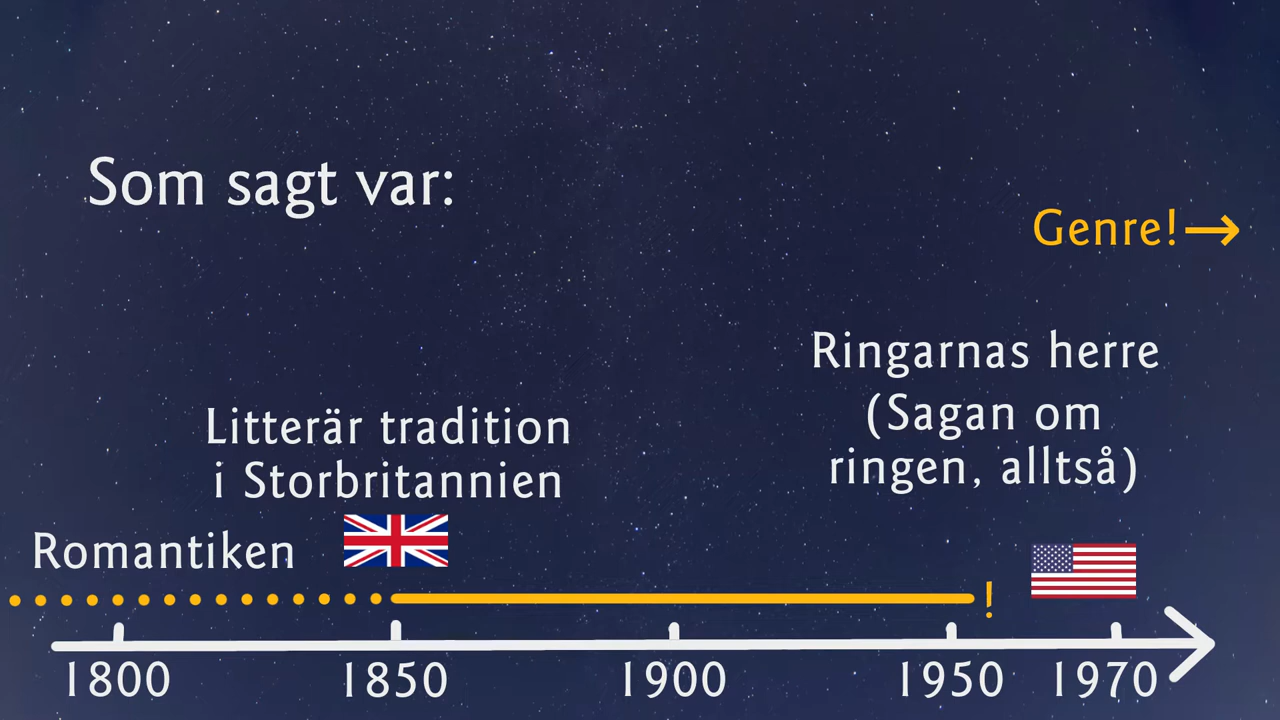 Som sagt var:
Genre!→
Ringarnas herre
(Sagan om
ringen, alltså)
Litterär tradition
i Storbritannien
Romantiken
!
1800 1850 1900 1950 1970